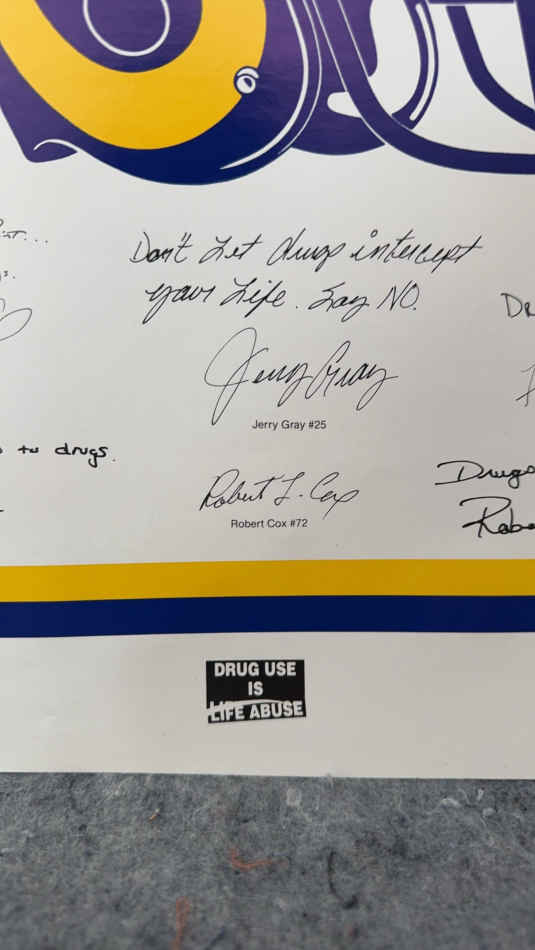 Don't Let drugs intercept
your Life. Say NO.
Jerry Gray
Jerry Gray #25
to drugs.
Drugs
Robert L. Cox
Robert Cox #72
DRUG USE
IS
LIFE ABUSE